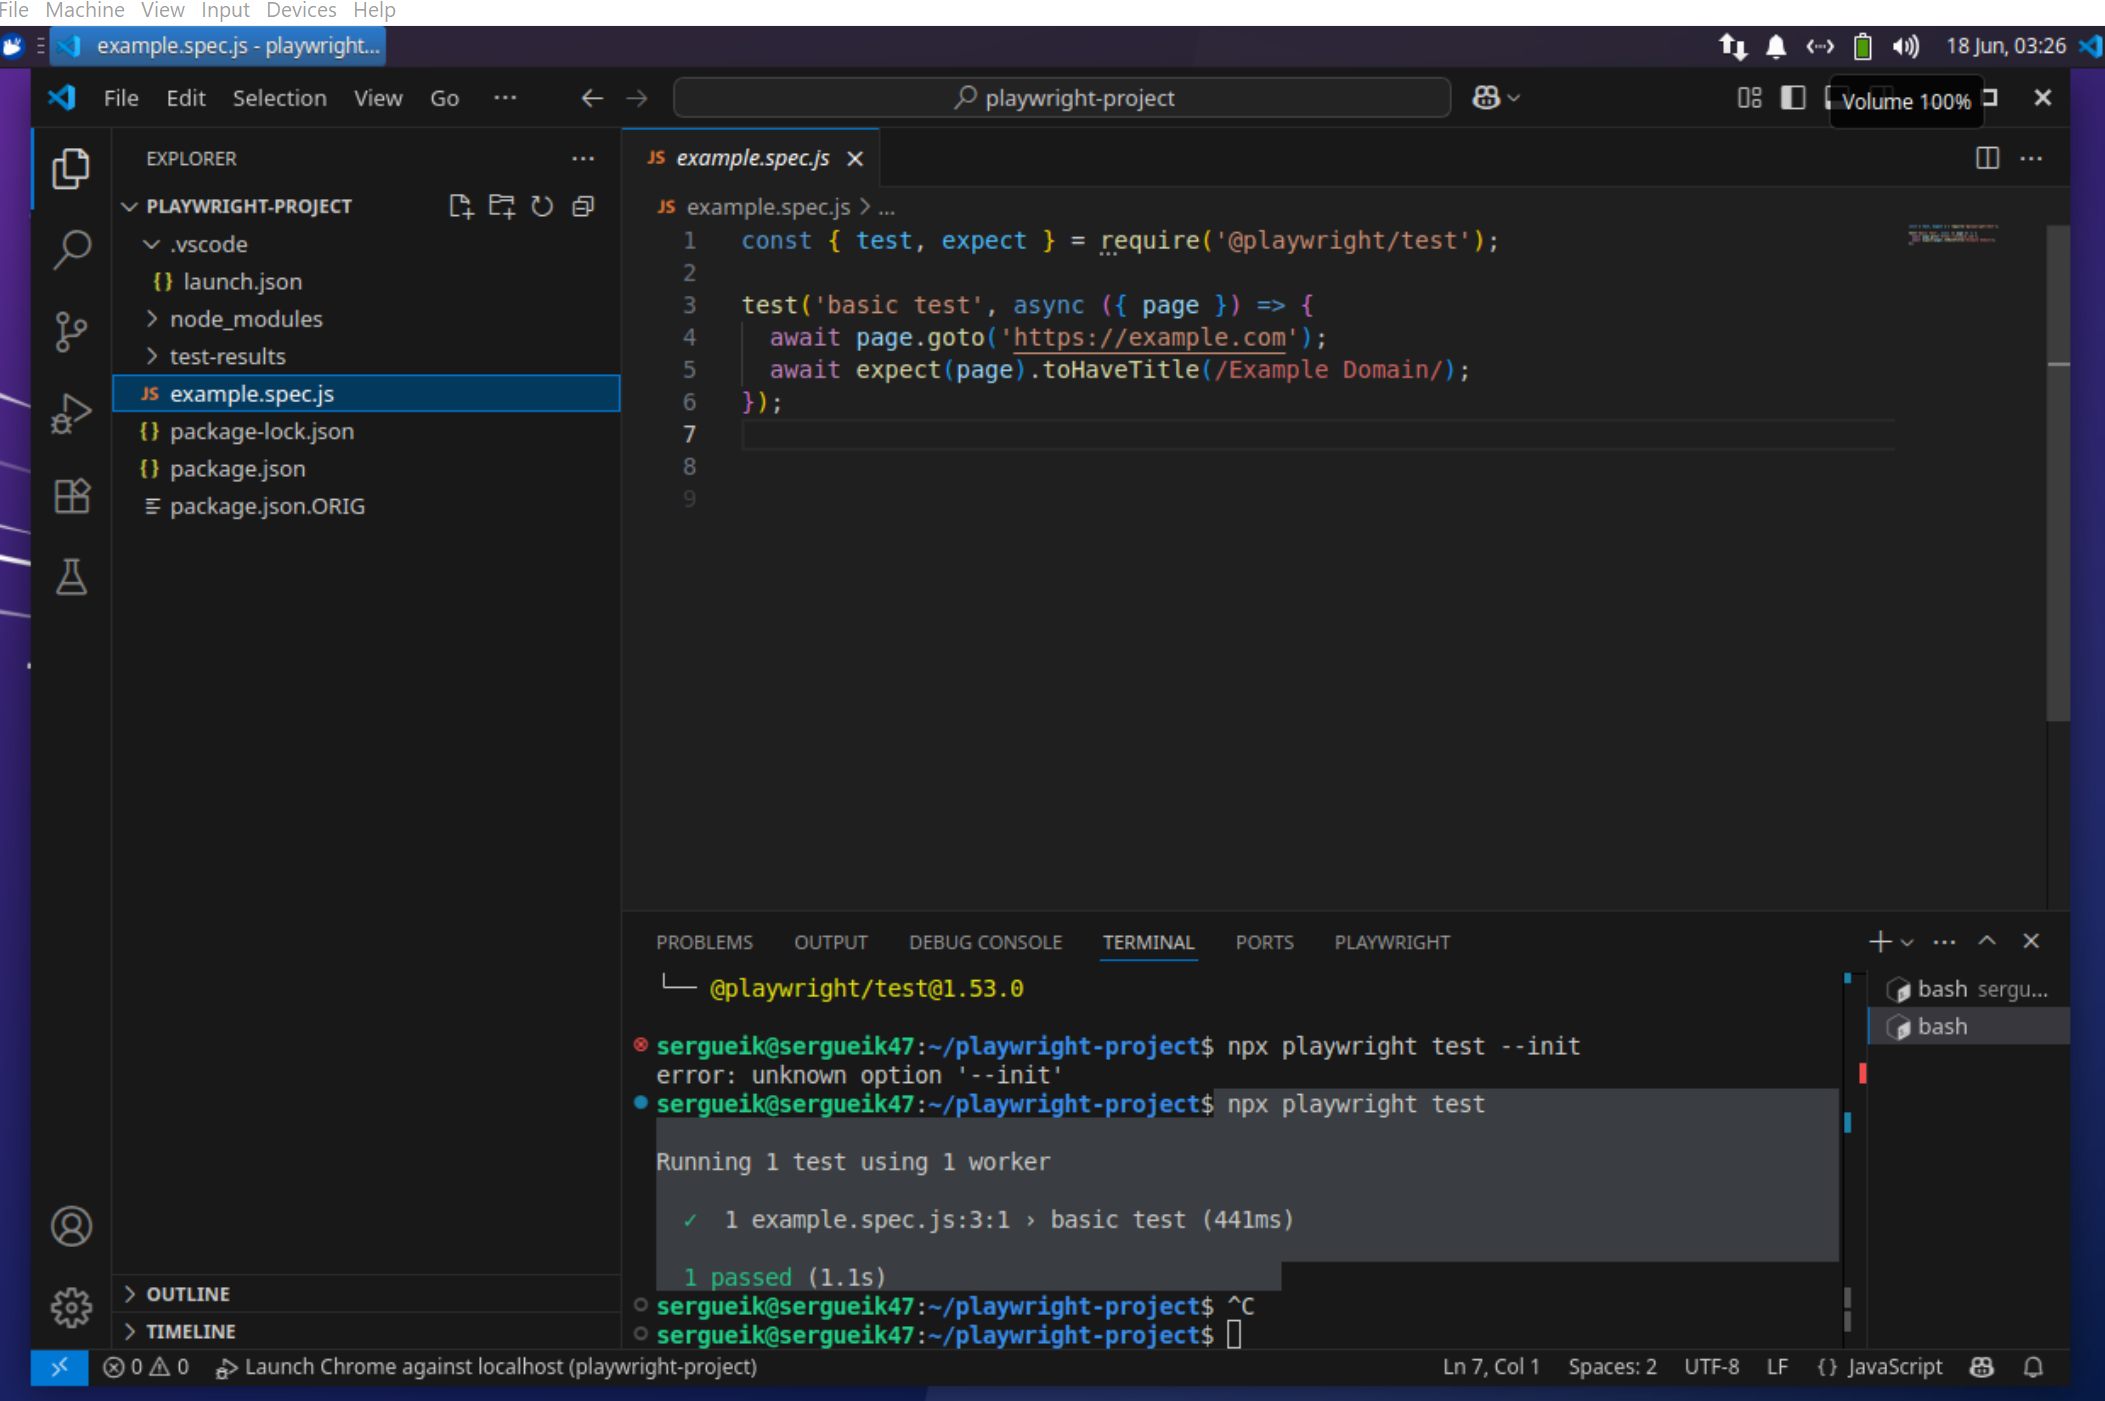 File Machine View Input Devices Help
example.spec.js - playwright... 18 Jun, 03:26
File Edit Selection View Go ··· playwright-project Volume 100%
EXPLORER ···
PLAYWRIGHT-PROJECT
.vscode
{} launch.json
node_modules
test-results
JS example.spec.js
{} package-lock.json
{} package.json
package.json.ORIG
OUTLINE
TIMELINE
JS example.spec.js
JS example.spec.js > ...
1 const { test, expect } = require('@playwright/test');
2
3 test('basic test', async ({ page }) => {
4 await page.goto('https://example.com');
5 await expect(page).toHaveTitle(/Example Domain/);
6 });
7
8
9
PROBLEMS OUTPUT DEBUG CONSOLE TERMINAL PORTS PLAYWRIGHT
└── @playwright/test@1.53.0
sergueik@sergueik47:~/playwright-project$ npx playwright test --init
error: unknown option '--init'
sergueik@sergueik47:~/playwright-project$ npx playwright test
Running 1 test using 1 worker
✓ 1 example.spec.js:3:1 › basic test (441ms)
1 passed (1.1s)
sergueik@sergueik47:~/playwright-project$ ^C
sergueik@sergueik47:~/playwright-project$
bash sergu...
bash
0 0 Launch Chrome against localhost (playwright-project) Ln 7, Col 1 Spaces: 2 UTF-8 LF {} JavaScript